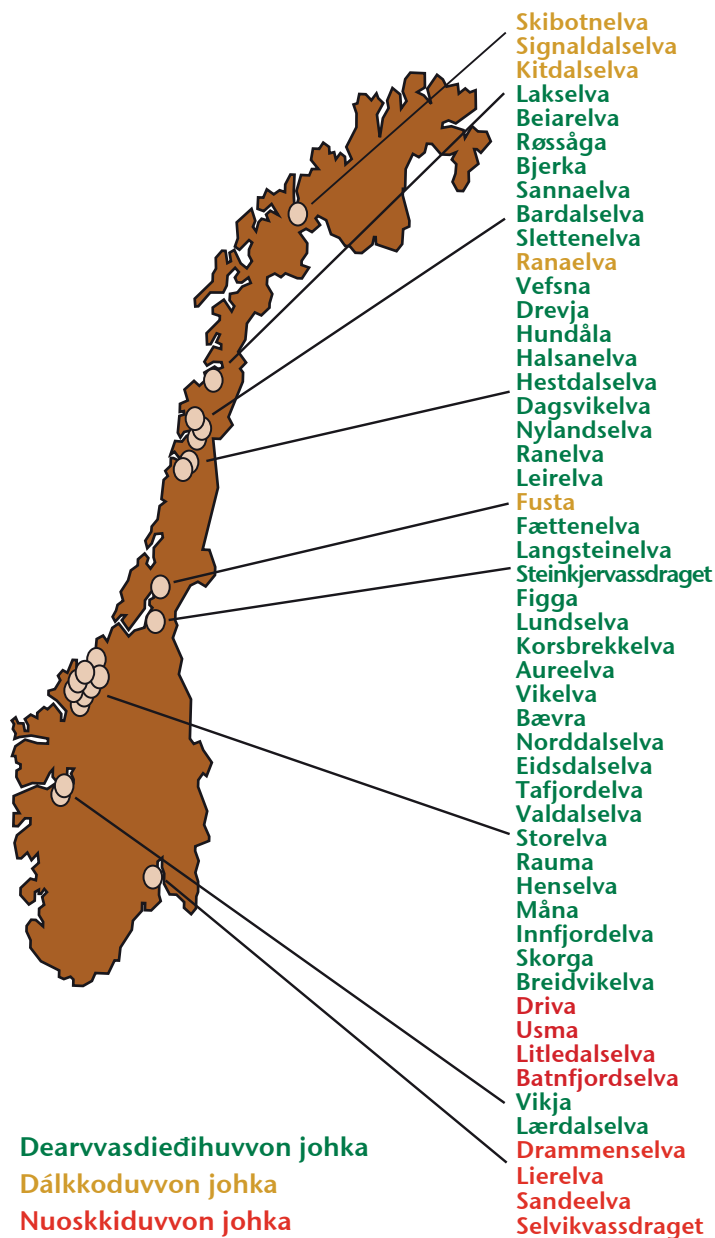 Skibotnelva
Signaldalselva
Kitdalselva
Lakselva
Beiarelva
Røssåga
Bjerka
Sannaelva
Bardalselva
Slettenelva
Ranaelva
Vefsna
Drevja
Hundåla
Halsanelva
Hestdalselva
Dagsvikelva
Nylandselva
Ranelva
Leirelva
Fusta
Fættenelva
Langsteinelva
Steinkjervassdraget
Figga
Lundselva
Korsbrekkelva
Aureelva
Vikelva
Bævra
Norddalselva
Eidsdalselva
Tafjordelva
Valdalselva
Storelva
Rauma
Henselva
Måna
Innfjordelva
Skorga
Breidvikelva
Driva
Usma
Litledalselva
Batnfjordselva
Vikja
Lærdalselva
Drammenselva
Lierelva
Sandeelva
Selvikvassdraget
Dearvvasdieđihuvvon johka
Dálkkoduvvon johka
Nuoskkiduvvon johka